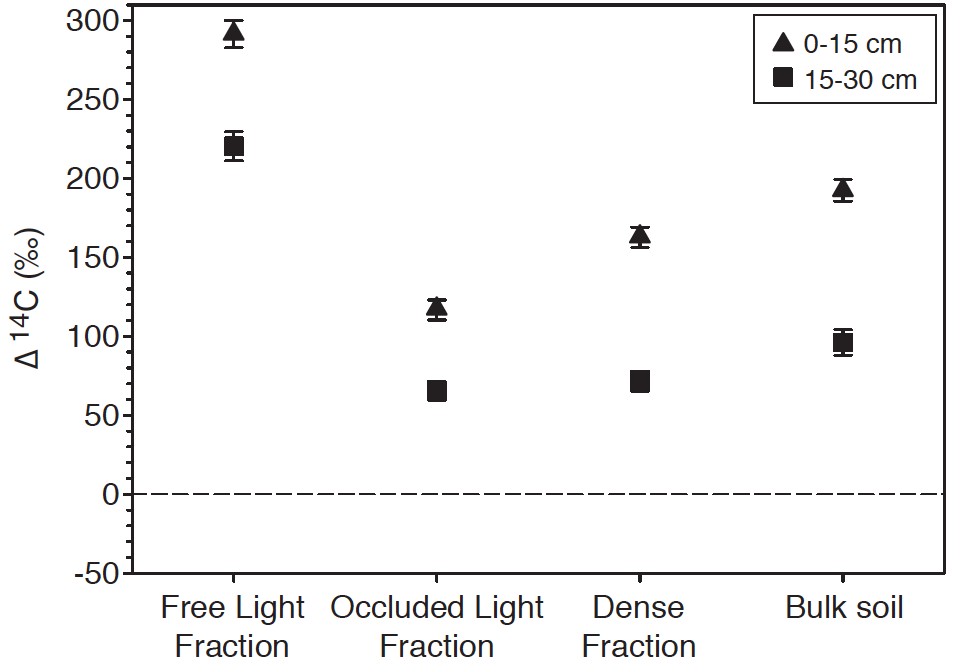 300
250
200
150
100
50
0
-50
Δ ¹⁴C (‰)
0-15 cm
15-30 cm
Free Light
Fraction
Occluded Light
Fraction
Dense
Fraction
Bulk soil